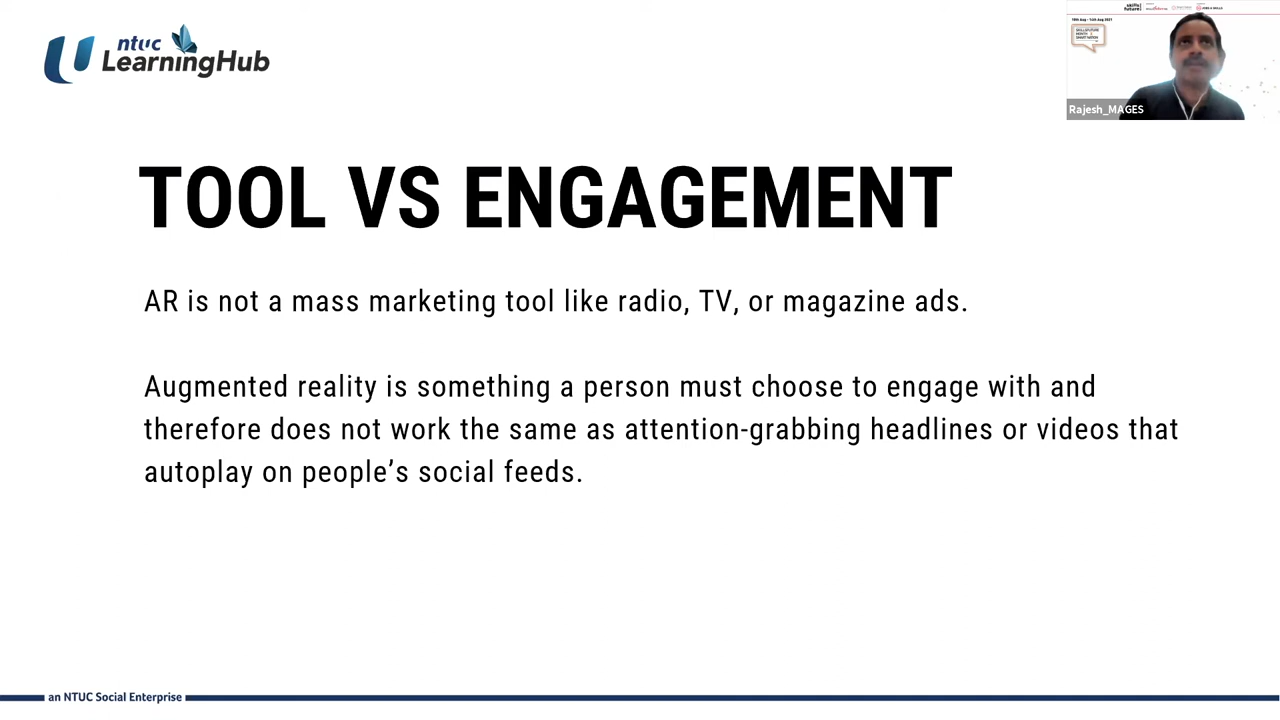 ntuc
LearningHub
Rajesh_MAGES
TOOL VS ENGAGEMENT
AR is not a mass marketing tool like radio, TV, or magazine ads.
Augmented reality is something a person must choose to engage with and
therefore does not work the same as attention-grabbing headlines or videos that
autoplay on people’s social feeds.
an NTUC Social Enterprise